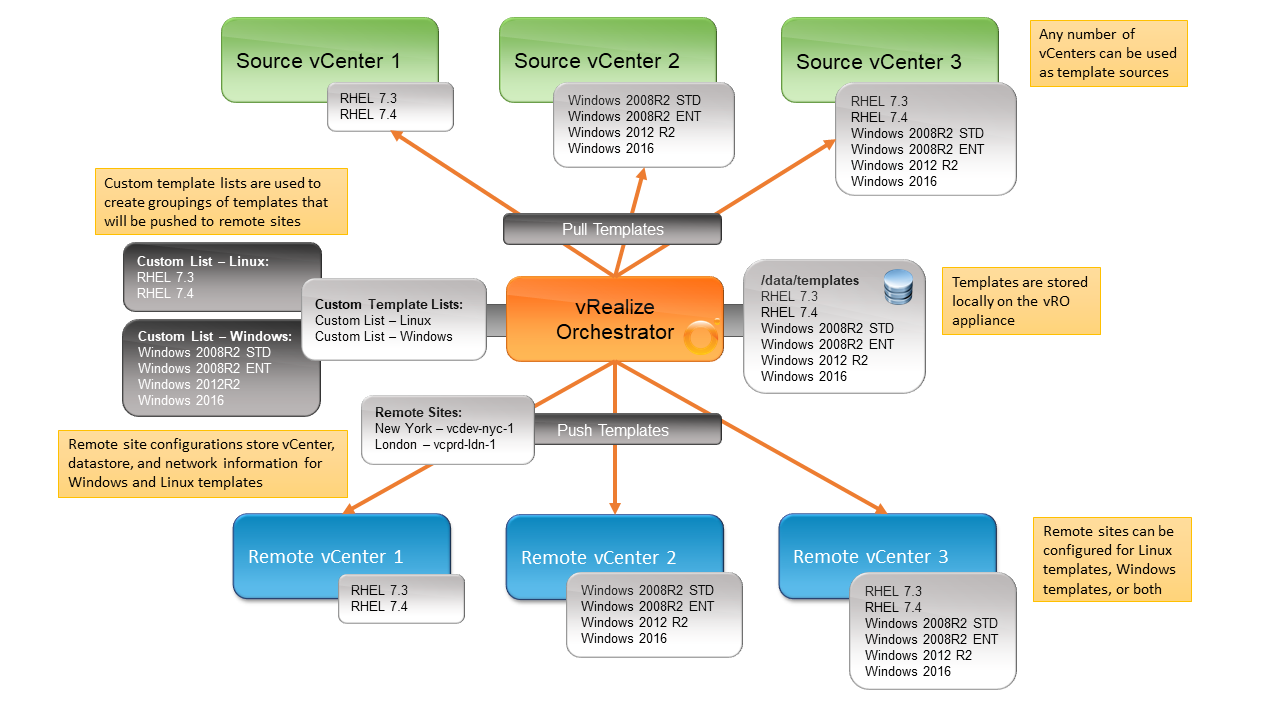 Source vCenter 1
RHEL 7.3
RHEL 7.4
Source vCenter 2
Windows 2008R2 STD
Windows 2008R2 ENT
Windows 2012 R2
Windows 2016
Source vCenter 3
RHEL 7.3
RHEL 7.4
Windows 2008R2 STD
Windows 2008R2 ENT
Windows 2012 R2
Windows 2016
Any number of
vCenters can be used
as template sources
Custom template lists are used to
create groupings of templates that
will be pushed to remote sites
Pull Templates
Custom List – Linux:
RHEL 7.3
RHEL 7.4
Custom List – Windows:
Windows 2008R2 STD
Windows 2008R2 ENT
Windows 2012R2
Windows 2016
Custom Template Lists:
Custom List – Linux
Custom List – Windows
vRealize
Orchestrator
/data/templates
RHEL 7.3
RHEL 7.4
Windows 2008R2 STD
Windows 2008R2 ENT
Windows 2012 R2
Windows 2016
Templates are stored
locally on the vRO
appliance
Remote Sites:
New York – vcdev-nyc-1
London – vcprd-ldn-1
Push Templates
Remote site configurations store vCenter,
datastore, and network information for
Windows and Linux templates
Remote vCenter 1
RHEL 7.3
RHEL 7.4
Remote vCenter 2
Windows 2008R2 STD
Windows 2008R2 ENT
Windows 2012 R2
Windows 2016
Remote vCenter 3
RHEL 7.3
RHEL 7.4
Windows 2008R2 STD
Windows 2008R2 ENT
Windows 2012 R2
Windows 2016
Remote sites can be
configured for Linux
templates, Windows
templates, or both